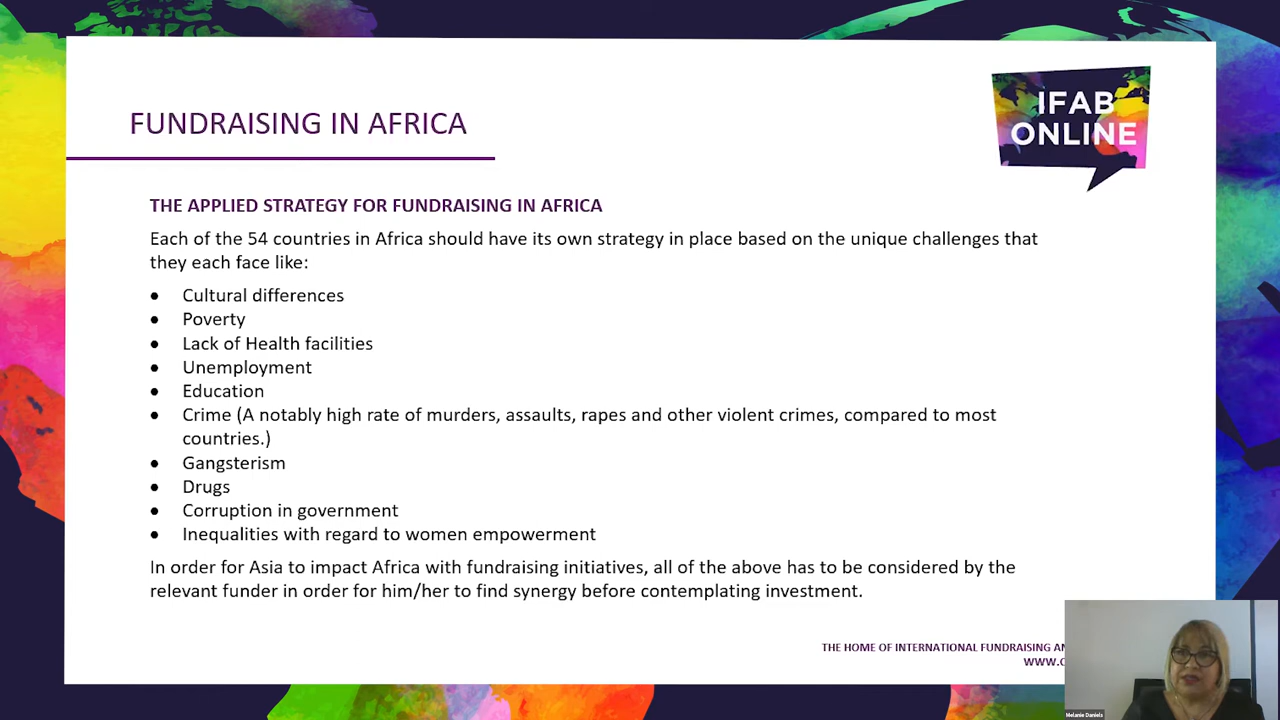 IFAB
ONLINE
FUNDRAISING IN AFRICA
THE APPLIED STRATEGY FOR FUNDRAISING IN AFRICA
Each of the 54 countries in Africa should have its own strategy in place based on the unique challenges that
they each face like:
• Cultural differences
• Poverty
• Lack of Health facilities
• Unemployment
• Education
• Crime (A notably high rate of murders, assaults, rapes and other violent crimes, compared to most
countries.)
• Gangsterism
• Drugs
• Corruption in government
• Inequalities with regard to women empowerment
In order for Asia to impact Africa with fundraising initiatives, all of the above has to be considered by the
relevant funder in order for him/her to find synergy before contemplating investment.
THE HOME OF INTERNATIONAL FUNDRAISING
Melanie Daniels